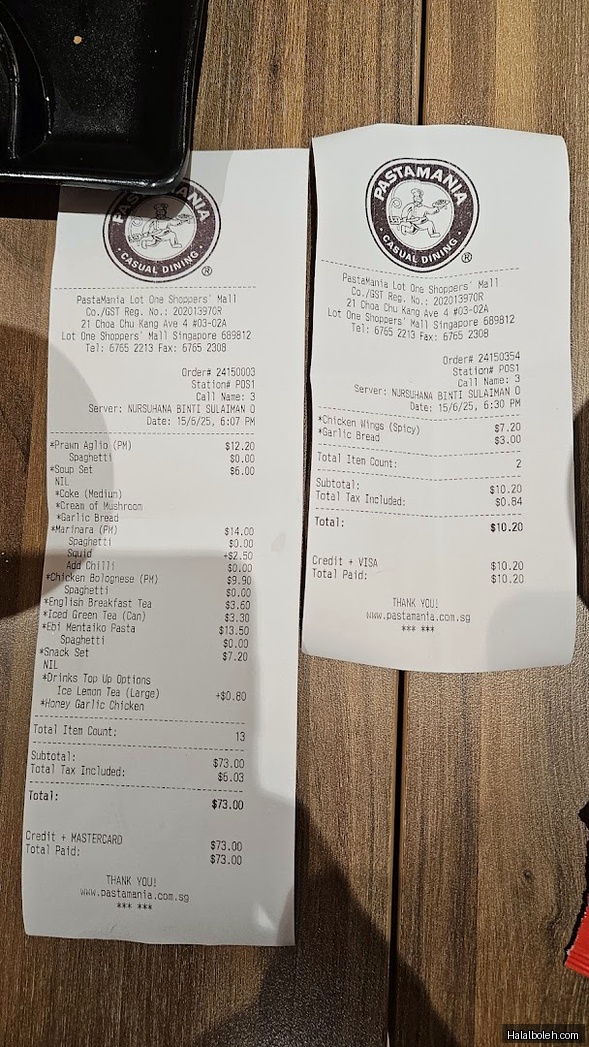 PASTAMANIA
CASUAL DINING
®
PastaMania Lot One Shoppers' Mall
Co./GST Reg. No.: 202013970R
21 Choa Chu Kang Ave 4 #03-02A
Lot One Shoppers' Mall Singapore 689812
Tel: 6765 2213 Fax: 6765 2308
Order# 24150003
Station# POS1
Call Name: 3
Server: NURSUHANA BINTI SULAIMAN O
Date: 15/6/25, 6:07 PM
*Prawn Aglio (PM) $12.20
Spaghetti $0.00
*Soup Set $6.00
NIL
*Coke (Medium)
*Cream of Mushroom
*Garlic Bread
*Marinara (PM) $14.00
Spaghetti $0.00
Squid +$2.50
Add Chilli $0.00
*Chicken Bolognese (PM) $9.90
Spaghetti $0.00
*English Breakfast Tea $3.60
*Iced Green Tea (Can) $3.30
*Ebi Mentaiko Pasta $13.50
Spaghetti $0.00
*Snack Set $7.20
NIL
*Drinks Top Up Options
Ice Lemon Tea (Large) +$0.80
*Honey Garlic Chicken
Total Item Count: 13
Subtotal: $73.00
Total Tax Included: $6.03
Total: $73.00
Credit + MASTERCARD $73.00
Total Paid: $73.00
THANK YOU!
www.pastamania.com.sg
*** ***
PASTAMANIA
CASUAL DINING
®
PastaMania Lot One Shoppers' Mall
Co./GST Reg. No.: 202013970R
21 Choa Chu Kang Ave 4 #03-02A
Lot One Shoppers' Mall Singapore 689812
Tel: 6765 2213 Fax: 6765 2308
Order# 24150354
Station# POS1
Call Name: 3
Server: NURSUHANA BINTI SULAIMAN O
Date: 15/6/25, 6:30 PM
*Chicken Wings (Spicy) $7.20
*Garlic Bread $3.00
Total Item Count: 2
Subtotal: $10.20
Total Tax Included: $0.84
Total: $10.20
Credit + VISA $10.20
Total Paid: $10.20
THANK YOU!
www.pastamania.com.sg
*** ***
Halalboleh.com